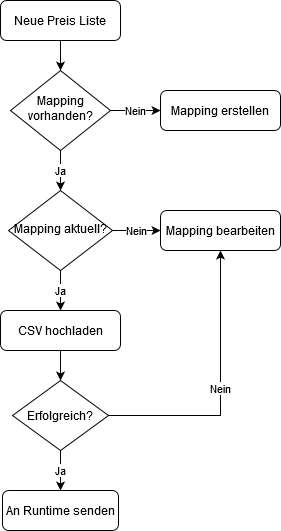 Neue Preis Liste
Mapping
vorhanden?
Nein
Mapping erstellen
Ja
Mapping aktuell?
Nein
Mapping bearbeiten
Ja
CSV hochladen
Nein
Erfolgreich?
Ja
An Runtime senden